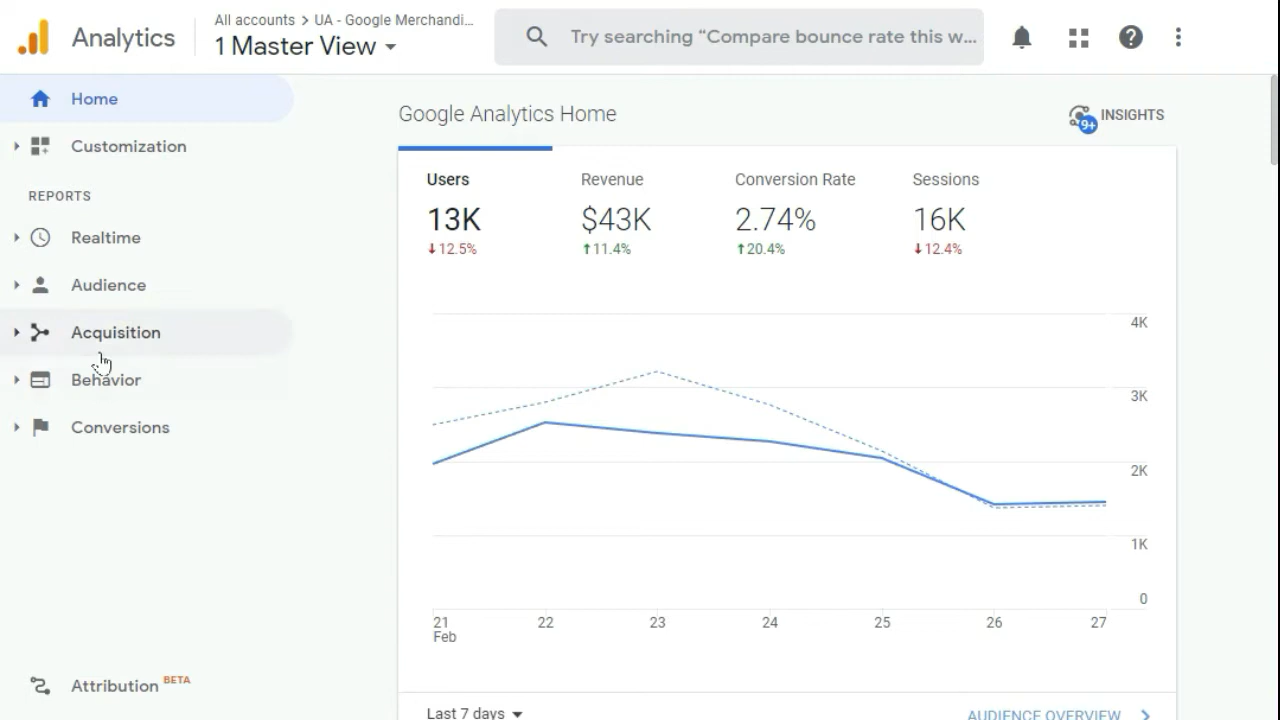 Analytics
All accounts > UA - Google Merchandi...
1 Master View
Try searching “Compare bounce rate this w...
Home
Customization
REPORTS
Realtime
Audience
Acquisition
Behavior
Conversions
Attribution BETA
Google Analytics Home
9+ INSIGHTS
Users Revenue Conversion Rate Sessions
13K $43K 2.74% 16K
↓12.5% ↑11.4% ↑20.4% ↓12.4%
4K
3K
2K
1K
0
21 22 23 24 25 26 27
Feb
Last 7 days AUDIENCE OVERVIEW